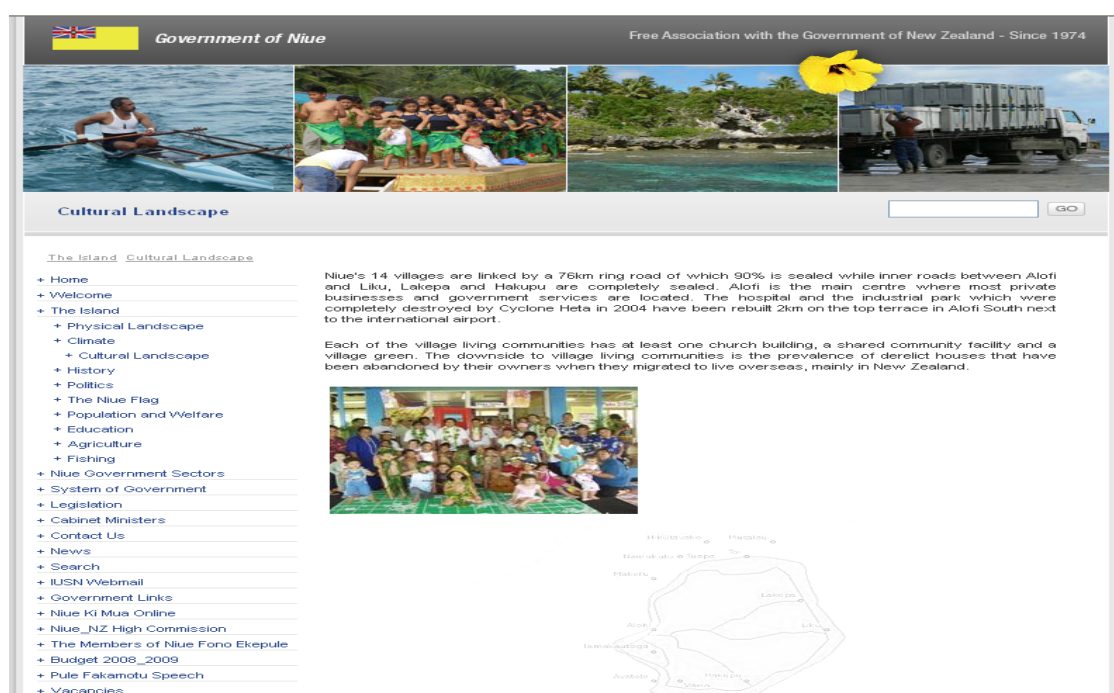 Government of Niue
Free Association with the Government of New Zealand - Since 1974
Cultural Landscape
GO
The Island Cultural Landscape
+ Home
+ Welcome
+ The Island
+ Physical Landscape
+ Climate
+ Cultural Landscape
+ History
+ Politics
+ The Niue Flag
+ Population and Welfare
+ Education
+ Agriculture
+ Fishing
+ Niue Government Sectors
+ System of Government
+ Legislation
+ Cabinet Ministers
+ Contact Us
+ News
+ Search
+ IUSN Webmail
+ Government Links
+ Niue Ki Mua Online
+ Niue_NZ High Commission
+ The Members of Niue Fono Ekepule
+ Budget 2008_2009
+ Pule Fakamotu Speech
+ Vacancies
Niue's 14 villages are linked by a 76km ring road of which 90% is sealed while inner roads between Alofi
and Liku, Lakepa and Hakupu are completely sealed. Alofi is the main centre where most private
businesses and government services are located. The hospital and the industrial park which were
completely destroyed by Cyclone Heta in 2004 have been rebuilt 2km on the top terrace in Alofi South next
to the international airport.
Each of the village living communities has at least one church building, a shared community facility and a
village green. The downside to village living communities is the prevalence of derelict houses that have
been abandoned by their owners when they migrated to live overseas, mainly in New Zealand.
Toi
Makefu
Lakepa
Alofi
Liku
Avatele
Hakupu